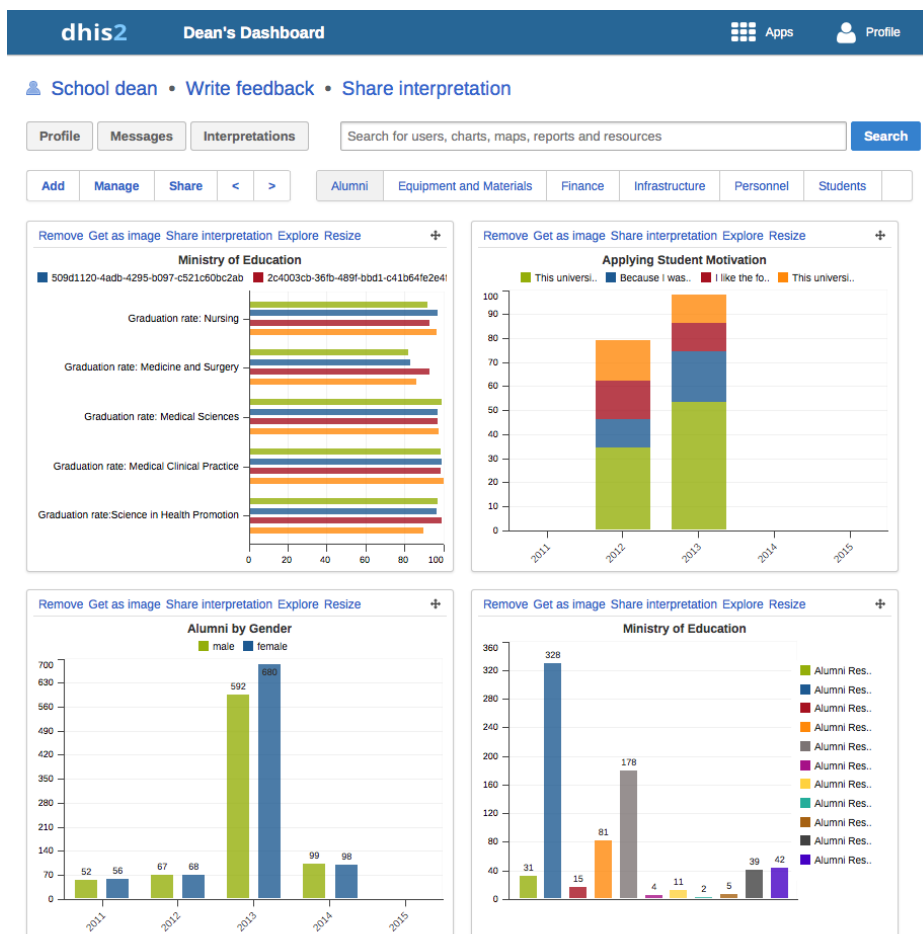 dhis2 Dean's Dashboard Apps Profile
School dean • Write feedback • Share interpretation
Profile Messages Interpretations Search for users, charts, maps, reports and resources Search
Add Manage Share < > Alumni Equipment and Materials Finance Infrastructure Personnel Students
Remove Get as image Share interpretation Explore Resize
Ministry of Education
509d1120-4adb-4295-b097-c521c60bc2ab 2c4003cb-36fb-489f-bbd1-c41b64fe2e4f
Graduation rate: Nursing
Graduation rate: Medicine and Surgery
Graduation rate: Medical Sciences
Graduation rate: Medical Clinical Practice
Graduation rate:Science in Health Promotion
0 20 40 60 80 100
Remove Get as image Share interpretation Explore Resize
Applying Student Motivation
This universi.. Because I was.. I like the fo.. This universi..
100
90
80
70
60
50
40
30
20
10
0
2011 2012 2013 2014 2015
Remove Get as image Share interpretation Explore Resize
Alumni by Gender
male female
700
630
560
490
420
350
280
210
140
70
0
52 56 67 68 592 680 99 98
2011 2012 2013 2014 2015
Remove Get as image Share interpretation Explore Resize
Ministry of Education
360
320
280
240
200
160
120
80
40
0
31 328 15 81 178 4 11 2 5 39 42
Alumni Res..
Alumni Res..
Alumni Res..
Alumni Res..
Alumni Res..
Alumni Res..
Alumni Res..
Alumni Res..
Alumni Res..
Alumni Res..
Alumni Res..